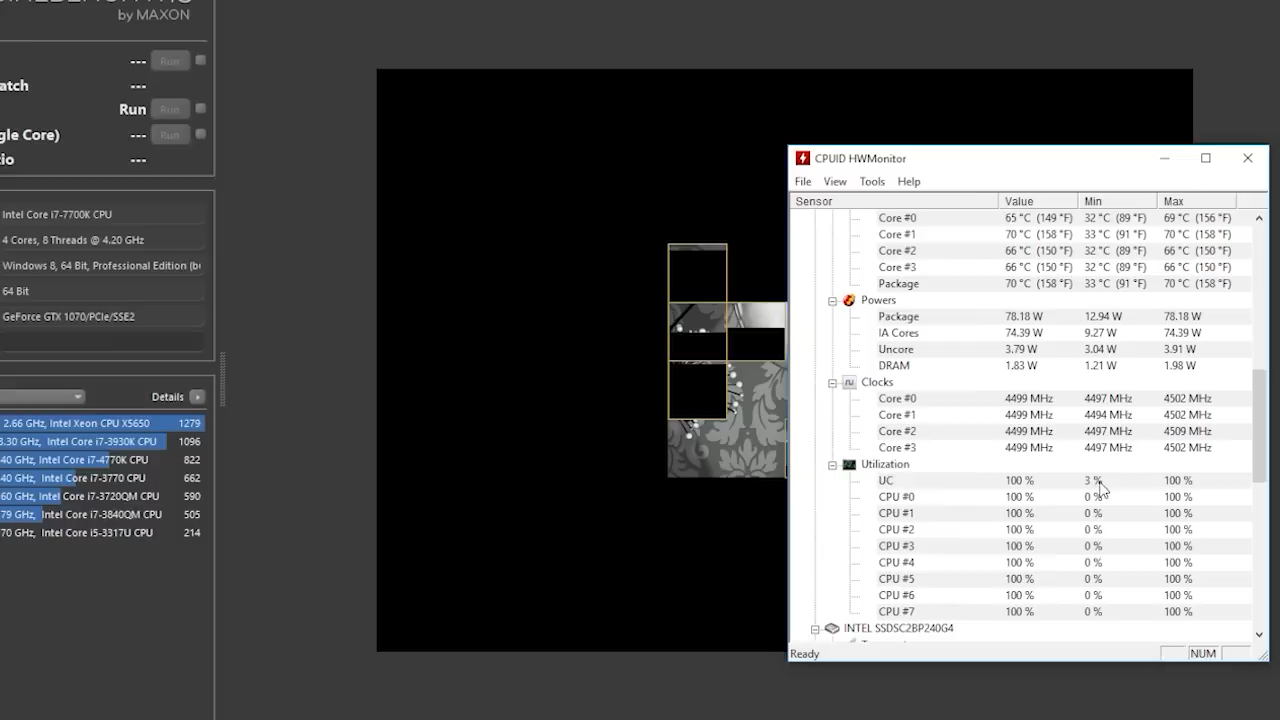 by MAXON
--- Run
atch ---
Run Run
gle Core) --- Run
io ---
Intel Core i7-7700K CPU
4 Cores, 8 Threads @ 4.20 GHz
Windows 8, 64 Bit, Professional Edition (b
64 Bit
GeForce GTX 1070/PCIe/SSE2
Details
2.66 GHz, Intel Xeon CPU X5650 1279
3.30 GHz, Intel Core i7-3930K CPU 1096
40 GHz, Intel Core i7-4770K CPU 822
40 GHz, Intel Core i7-3770 CPU 662
60 GHz, Intel Core i7-3720QM CPU 590
79 GHz, Intel Core i7-3840QM CPU 505
70 GHz, Intel Core i5-3317U CPU 214
CPUID HWMonitor
File View Tools Help
Sensor Value Min Max
Core #0 65 °C (149 °F) 32 °C (89 °F) 69 °C (156 °F)
Core #1 70 °C (158 °F) 33 °C (91 °F) 70 °C (158 °F)
Core #2 66 °C (150 °F) 32 °C (89 °F) 66 °C (150 °F)
Core #3 66 °C (150 °F) 32 °C (89 °F) 66 °C (150 °F)
Package 70 °C (158 °F) 33 °C (91 °F) 70 °C (158 °F)
Powers
Package 78.18 W 12.94 W 78.18 W
IA Cores 74.39 W 9.27 W 74.39 W
Uncore 3.79 W 3.04 W 3.91 W
DRAM 1.83 W 1.21 W 1.98 W
Clocks
Core #0 4499 MHz 4497 MHz 4502 MHz
Core #1 4499 MHz 4494 MHz 4502 MHz
Core #2 4499 MHz 4497 MHz 4509 MHz
Core #3 4499 MHz 4497 MHz 4502 MHz
Utilization
UC 100 % 3 % 100 %
CPU #0 100 % 0 % 100 %
CPU #1 100 % 0 % 100 %
CPU #2 100 % 0 % 100 %
CPU #3 100 % 0 % 100 %
CPU #4 100 % 0 % 100 %
CPU #5 100 % 0 % 100 %
CPU #6 100 % 0 % 100 %
CPU #7 100 % 0 % 100 %
INTEL SSDSC2BP240G4
Ready NUM